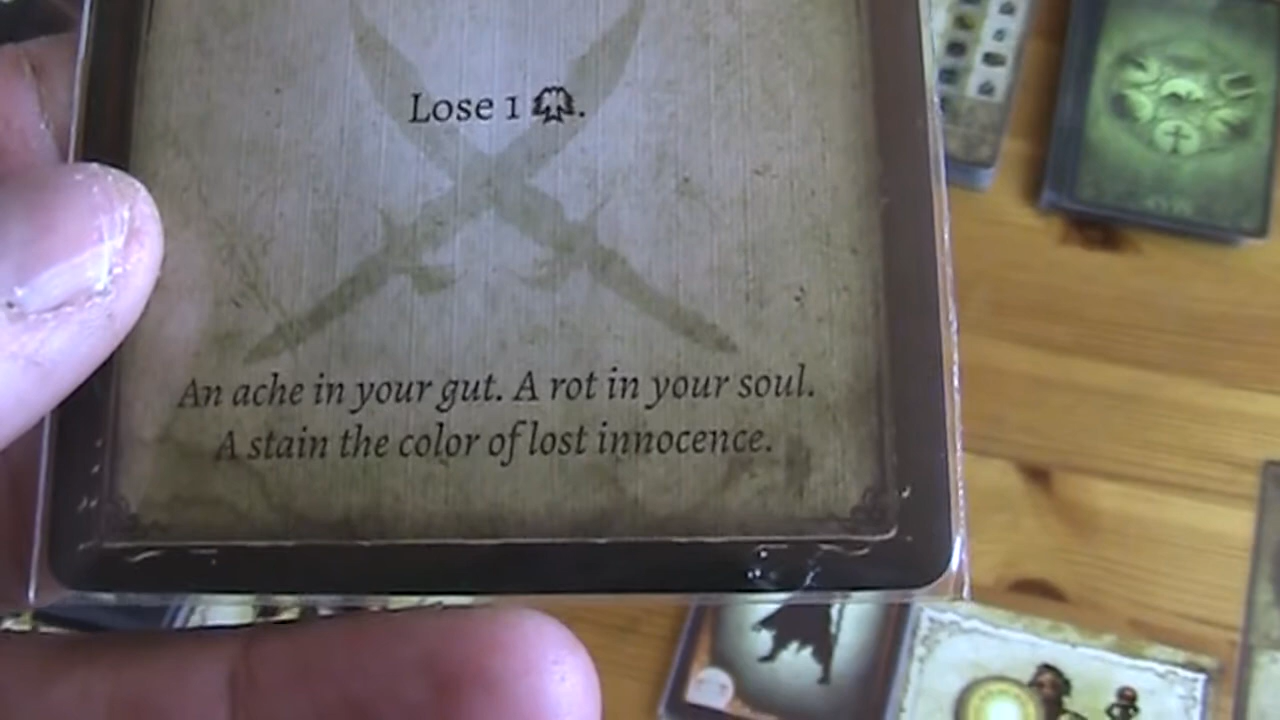 Lose 1 .
An ache in your gut. A rot in your soul.
A stain the color of lost innocence.